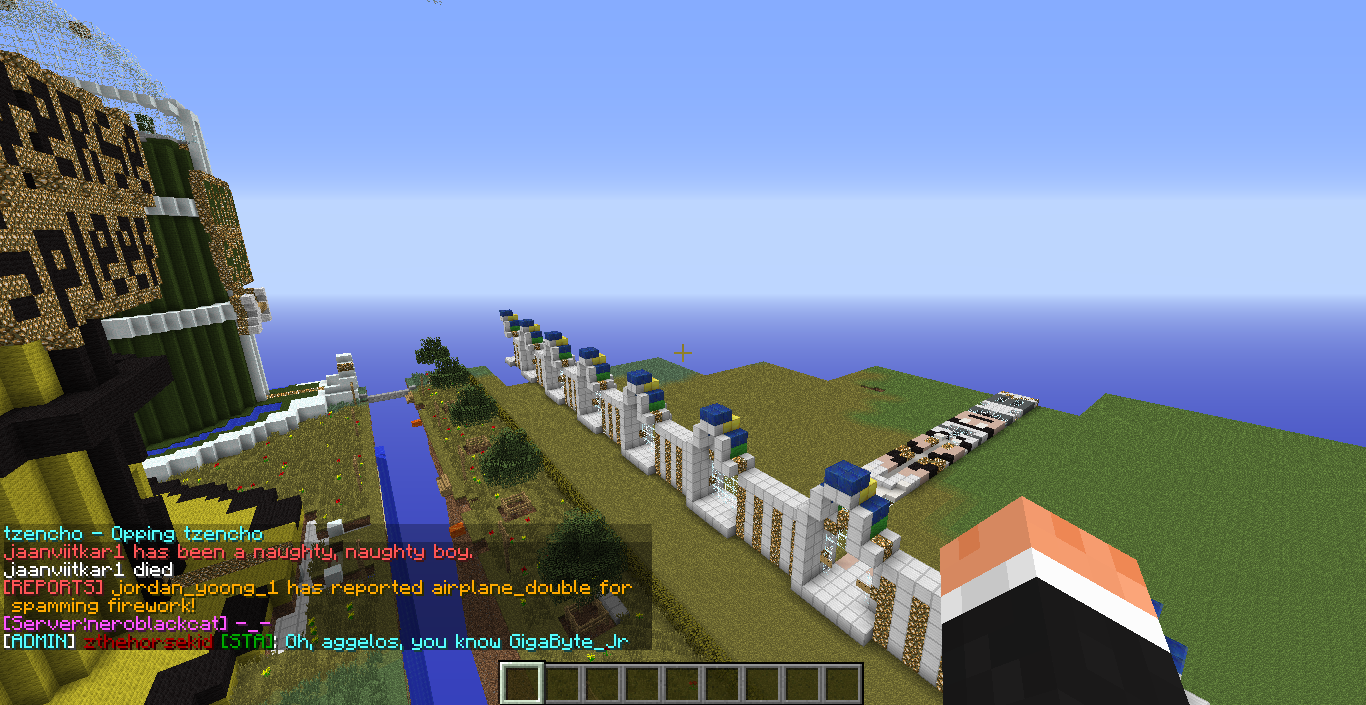 tzencho - Opping tzencho
jaanviitkar1 has been a naughty, naughty boy.
jaanviitkar1 died
[REPORTS] jordan_yoong_1 has reported airplane_double for
spamming firework!
[Server:neroblackcat] -_-
[ADMIN] zthehorsekid [STA]: Oh, aggelos, you know GigaByte_Jr